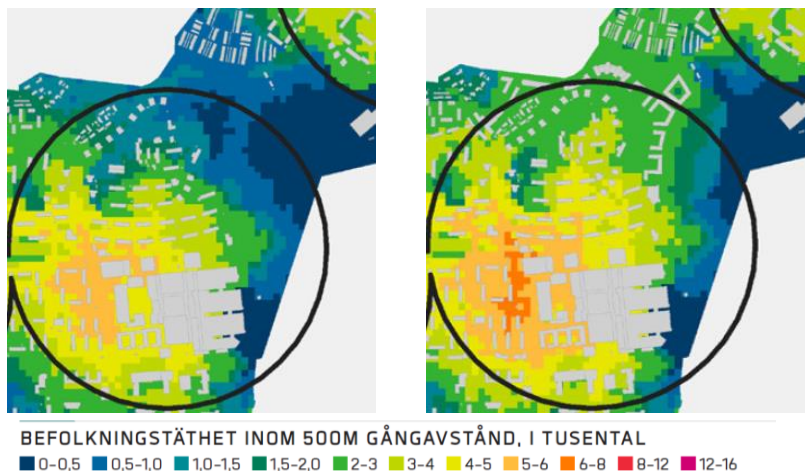 BEFOLKNINGSTÄTHET INOM 500M GÅNGAVSTÅND, I TUSENTAL
0-0,5 0,5-1,0 1,0-1,5 1,5-2,0 2-3 3-4 4-5 5-6 6-8 8-12 12-16